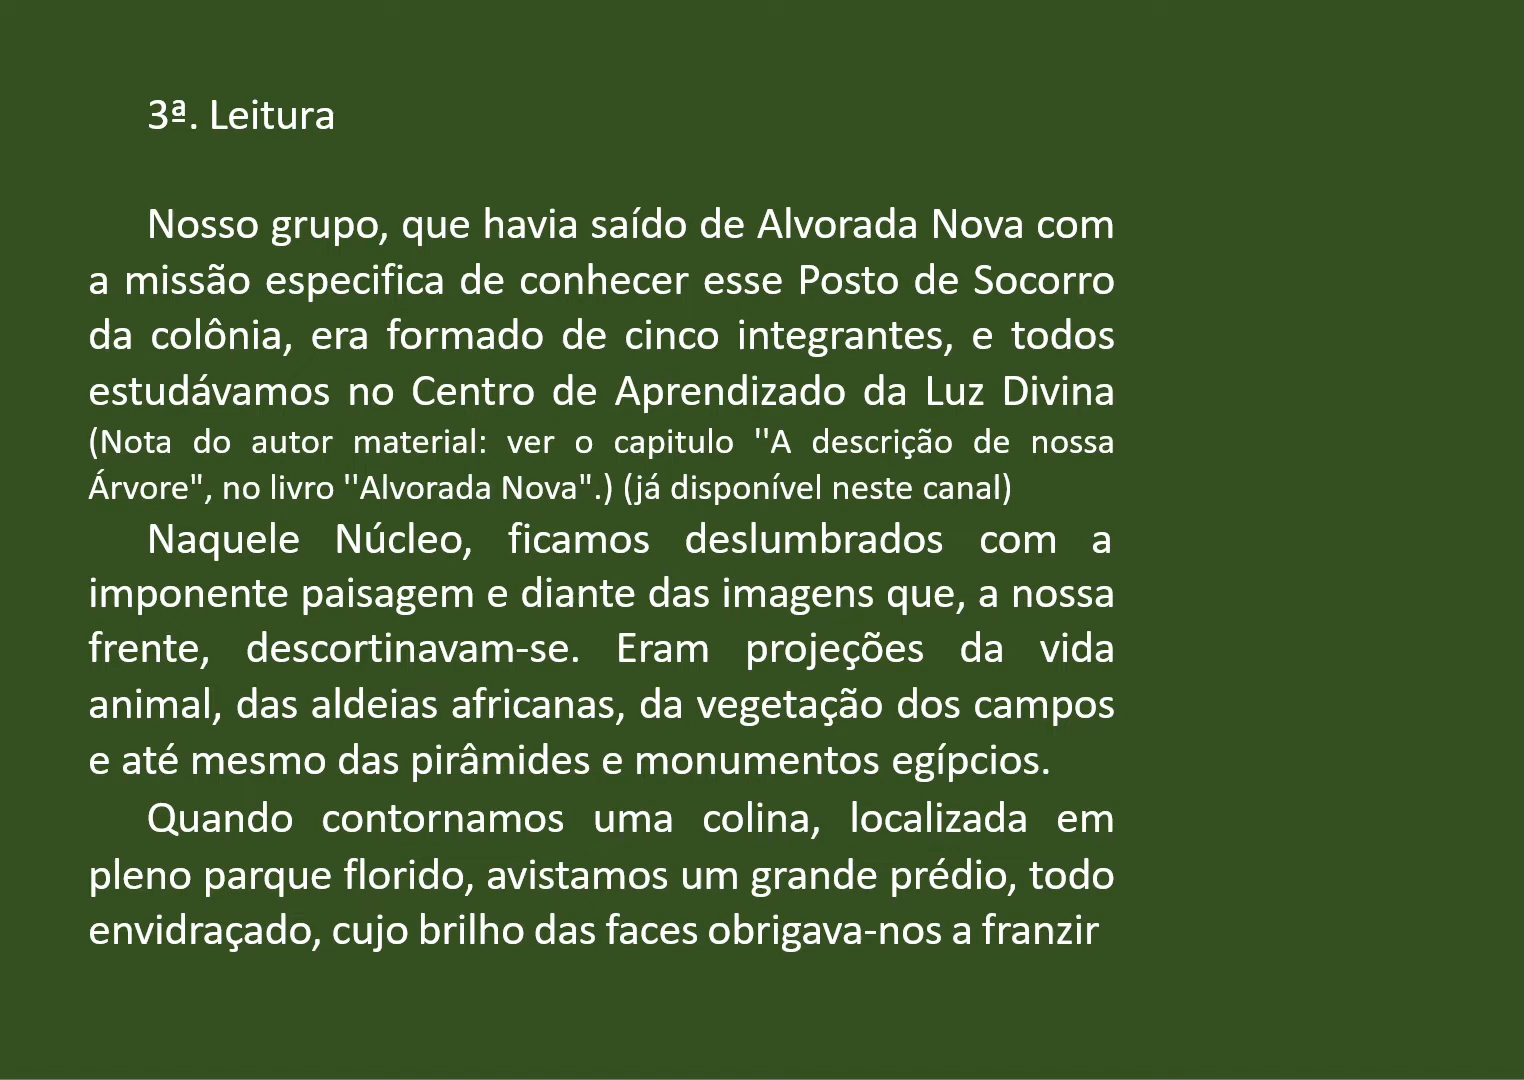 3ª. Leitura
Nosso grupo, que havia saído de Alvorada Nova com
a missão especifica de conhecer esse Posto de Socorro
da colônia, era formado de cinco integrantes, e todos
estudávamos no Centro de Aprendizado da Luz Divina
(Nota do autor material: ver o capitulo ''A descrição de nossa
Árvore", no livro ''Alvorada Nova".) (já disponível neste canal)
Naquele Núcleo, ficamos deslumbrados com a
imponente paisagem e diante das imagens que, a nossa
frente, descortinavam-se. Eram projeções da vida
animal, das aldeias africanas, da vegetação dos campos
e até mesmo das pirâmides e monumentos egípcios.
Quando contornamos uma colina, localizada em
pleno parque florido, avistamos um grande prédio, todo
envidraçado, cujo brilho das faces obrigava-nos a franzir